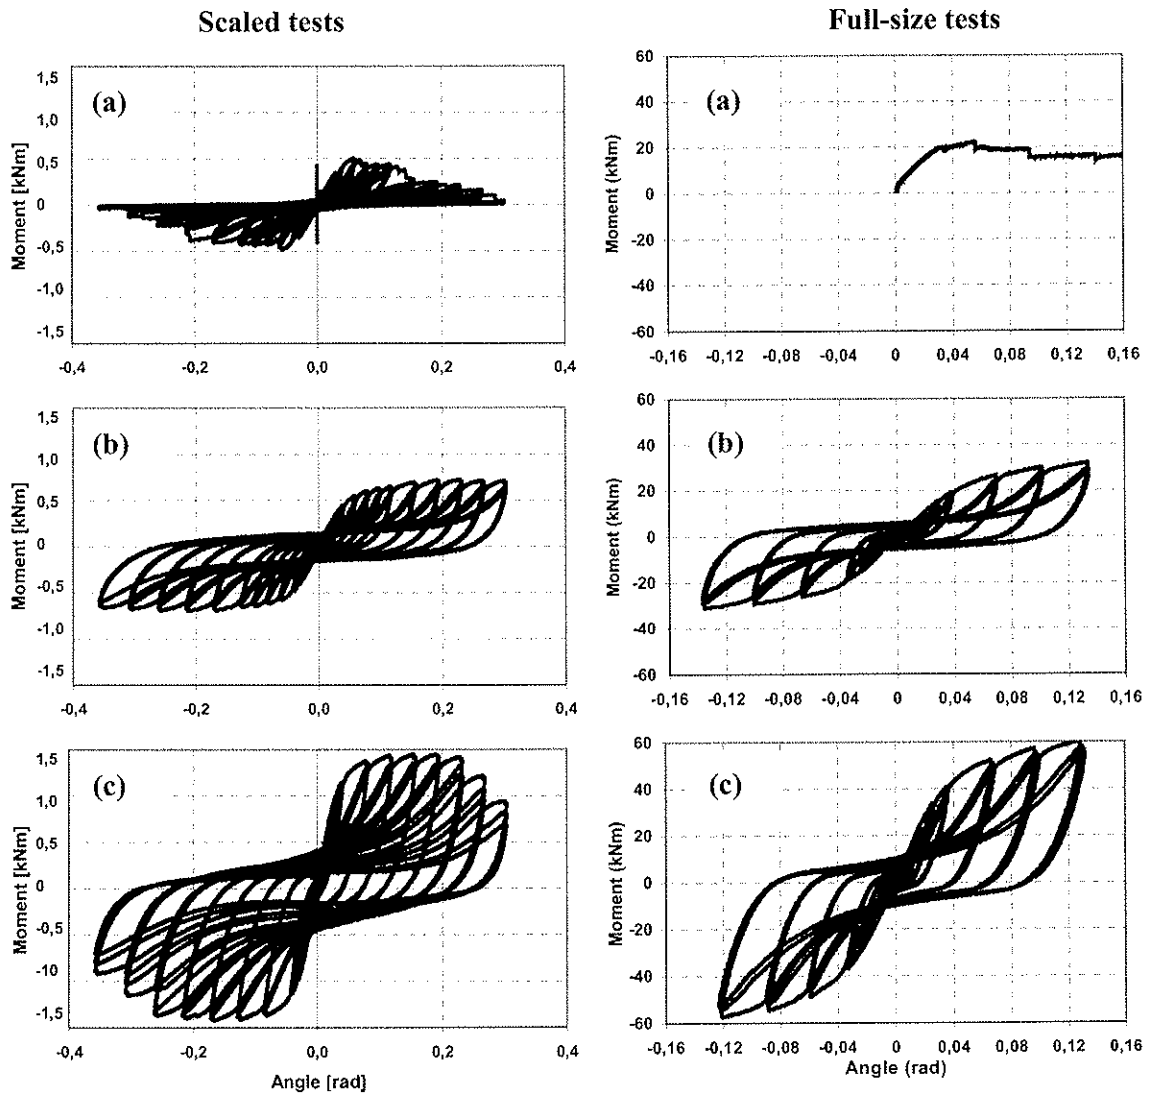 Scaled tests
Full-size tests
1,5
1,0
0,5
0
-0,5
-1,0
-1,5
Moment [kNm]
(a)
-0,4 -0,2 0,0 0,2 0,4
60
40
20
0
-20
-40
-60
Moment (kNm)
(a)
-0,16 -0,12 -0,08 -0,04 0 0,04 0,08 0,12 0,16
1,5
1,0
0,5
0
-0,5
-1,0
-1,5
Moment [kNm]
(b)
-0,4 -0,2 0,0 0,2 0,4
60
40
20
0
-20
-40
-60
Moment (kNm)
(b)
-0,16 -0,12 -0,08 -0,04 0 0,04 0,08 0,12 0,16
1,5
1,0
0,5
0
-0,5
-10
-1,5
Moment [kNm]
(c)
-0,4 -0,2 0,0 0,2 0,4
Angle [rad]
60
40
20
0
-20
-40
-60
Moment (kNm)
(c)
-0,16 -0,12 -0,08 -0,04 0 0,04 0,08 0,12 0,16
Angle (rad)